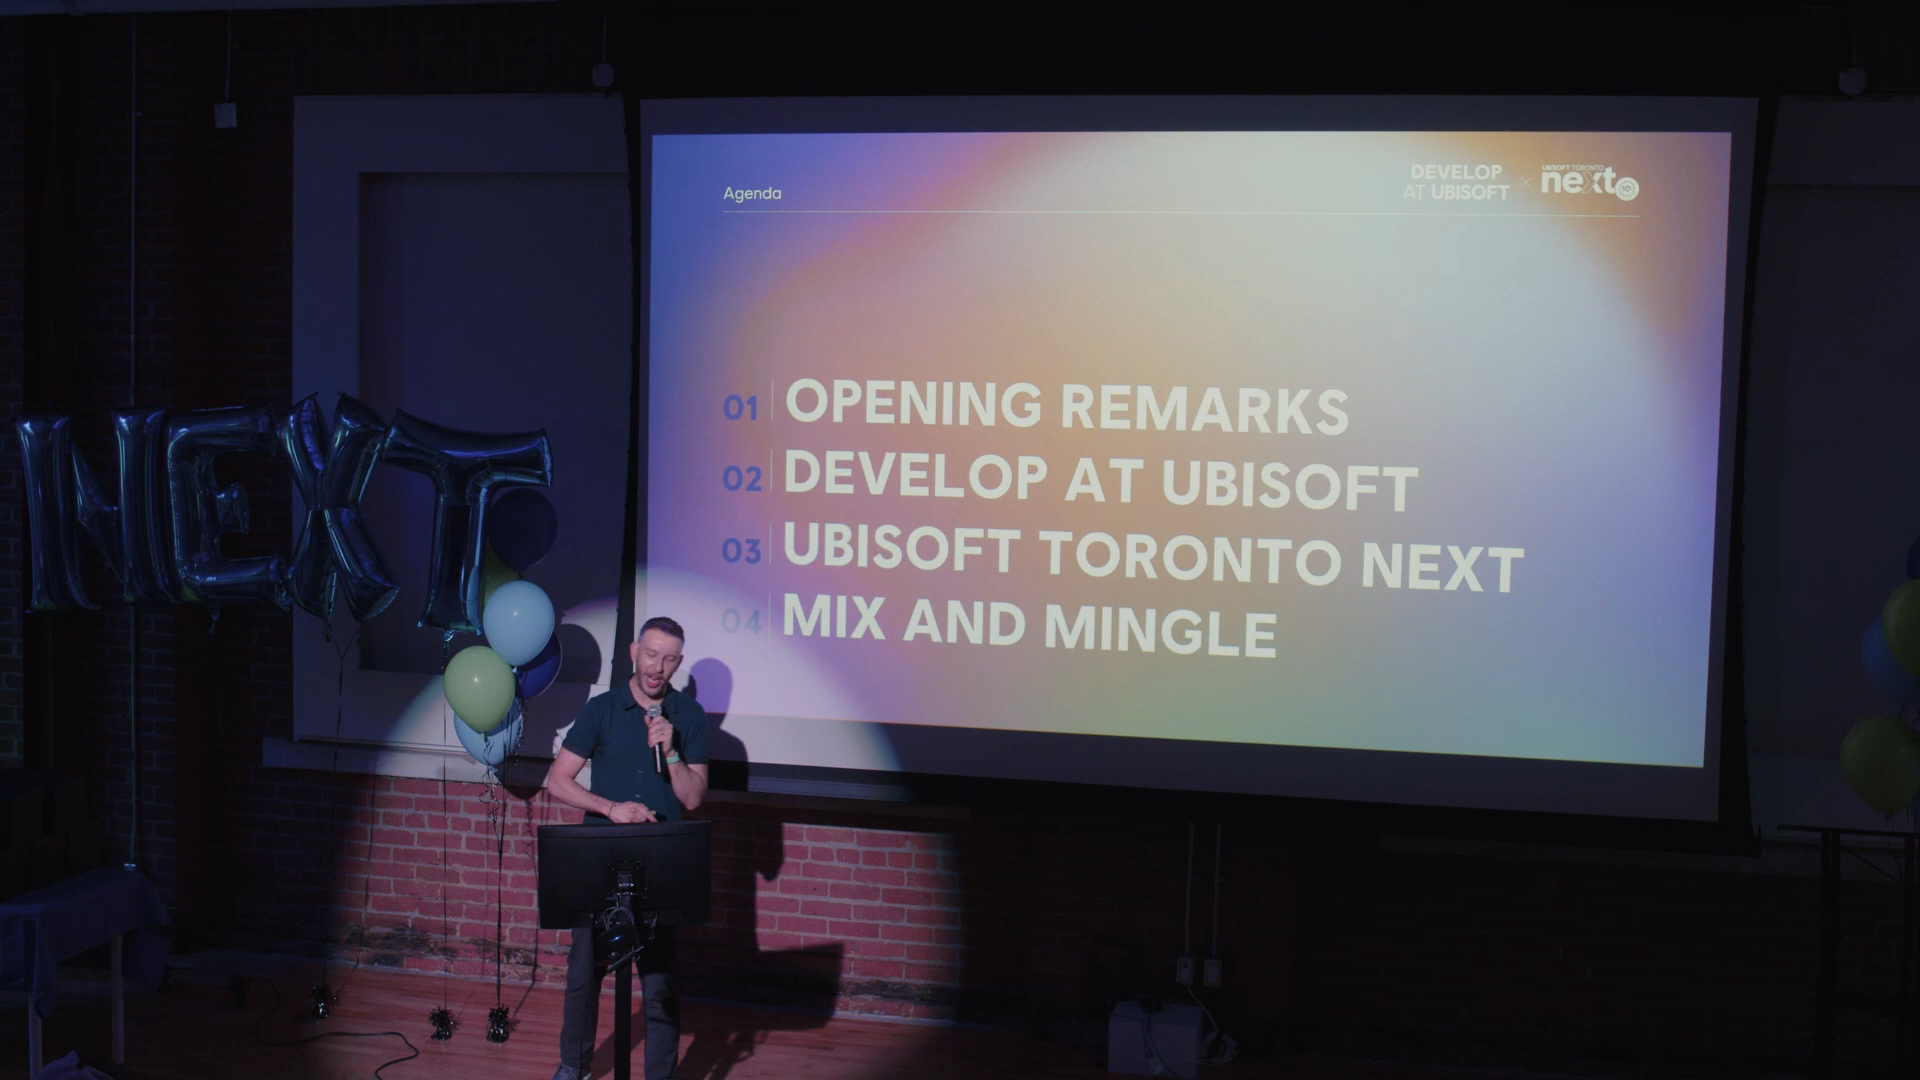 Agenda
DEVELOP
AT UBISOFT
×
UBISOFT TORONTO
next
10
01 OPENING REMARKS
02 DEVELOP AT UBISOFT
03 UBISOFT TORONTO NEXT
04 MIX AND MINGLE
NEXT